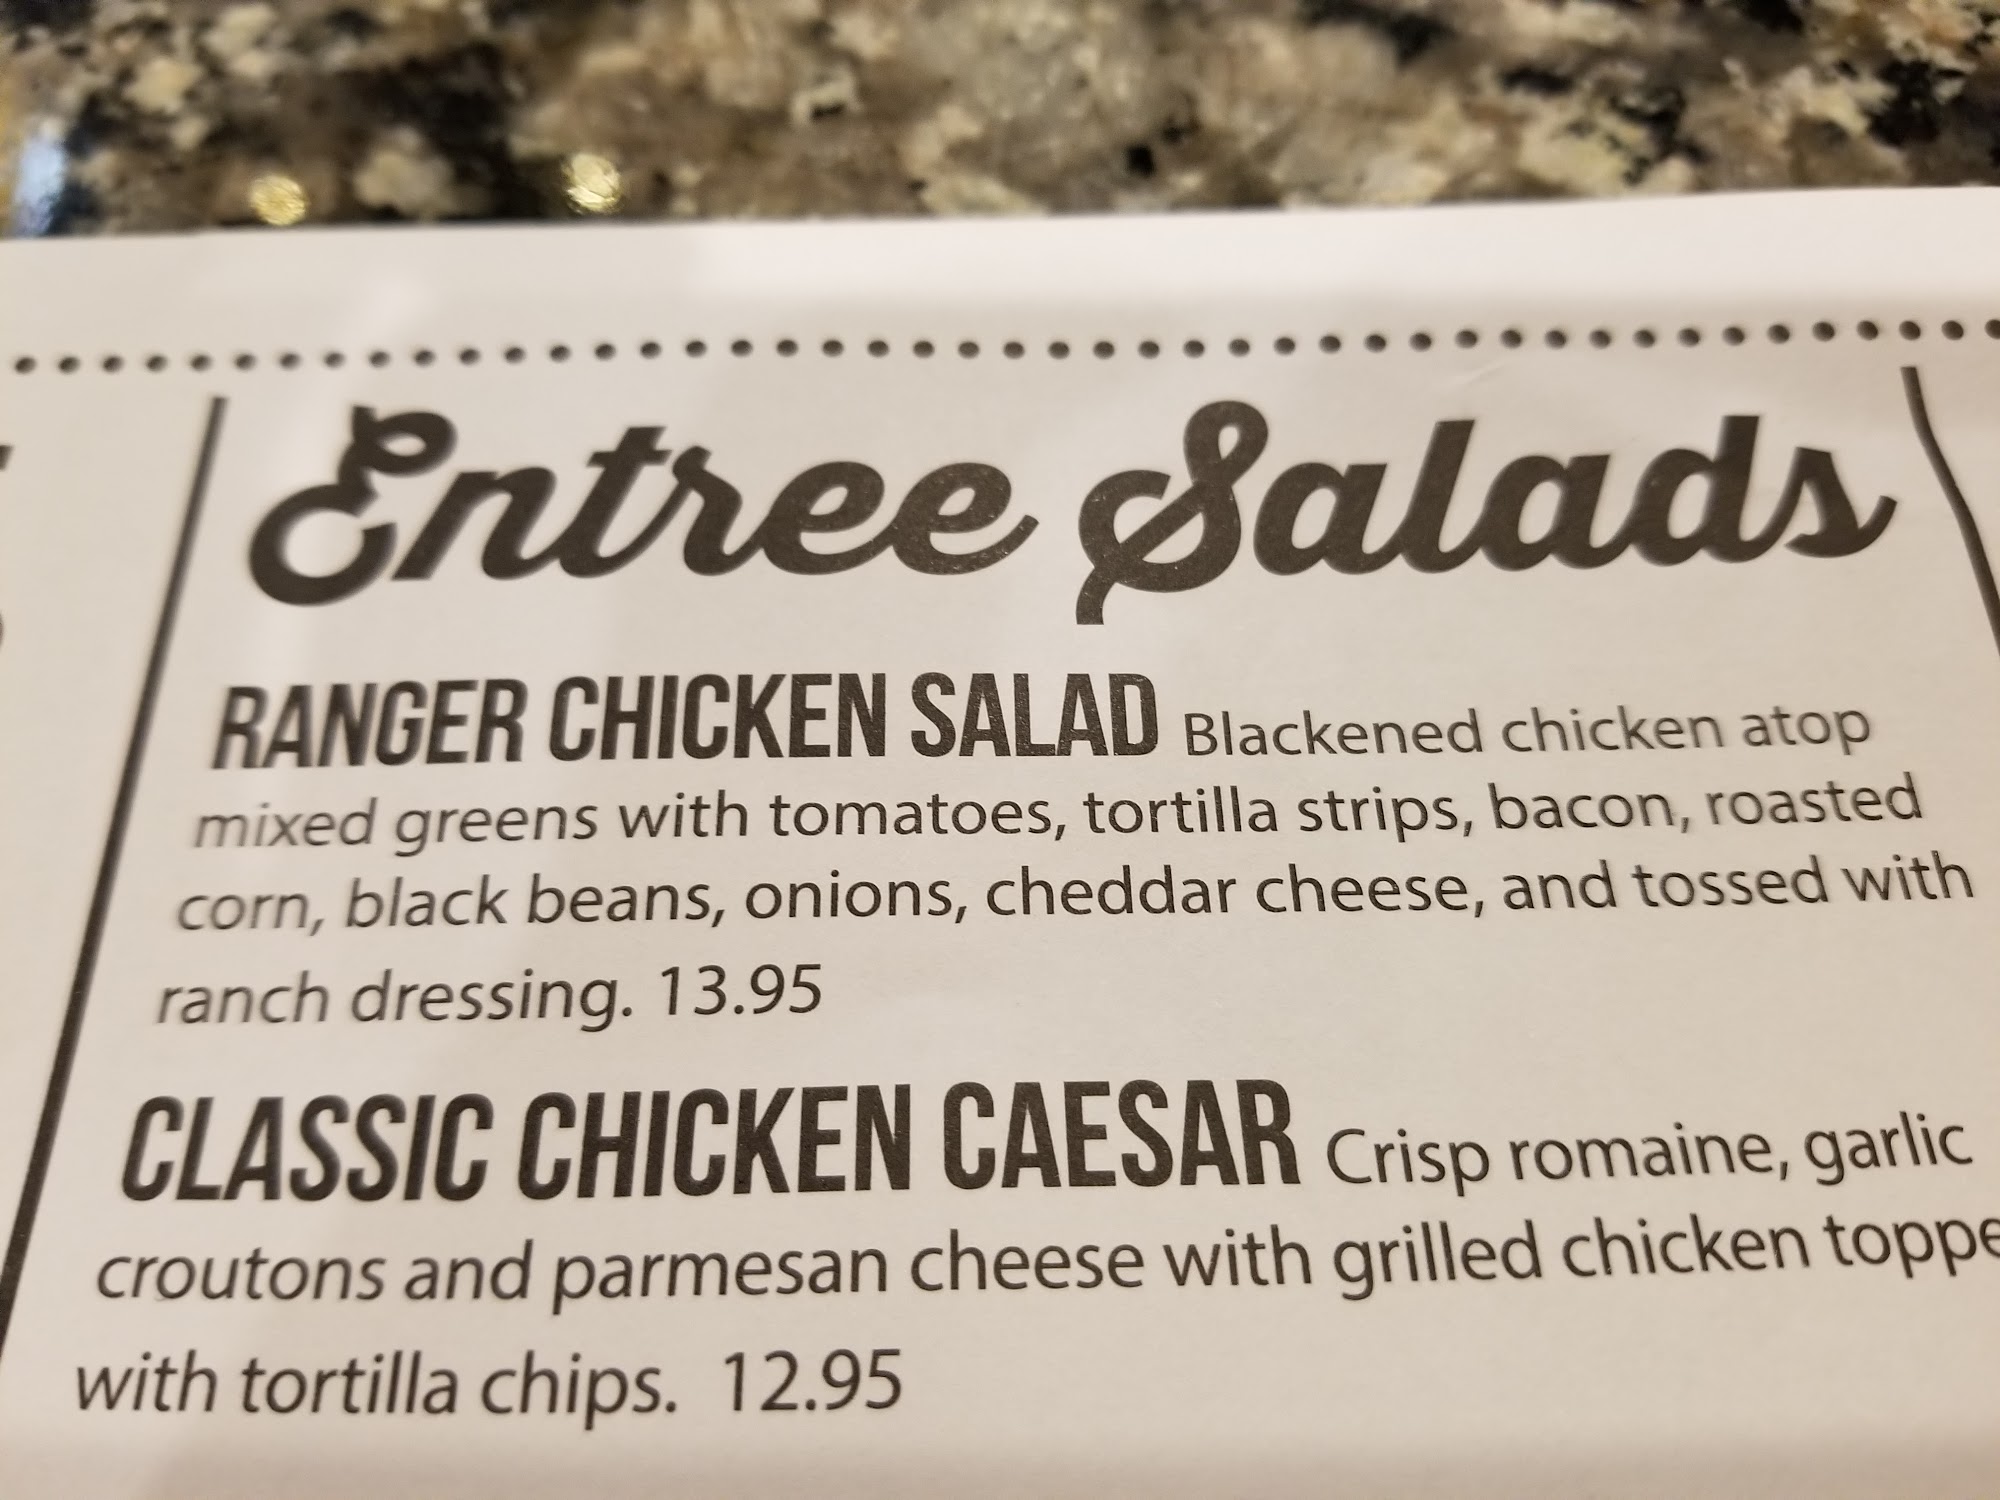 Entree Salads
RANGER CHICKEN SALAD Blackened chicken atop
mixed greens with tomatoes, tortilla strips, bacon, roasted
corn, black beans, onions, cheddar cheese, and tossed with
ranch dressing. 13.95
CLASSIC CHICKEN CAESAR Crisp romaine, garlic
croutons and parmesan cheese with grilled chicken toppe
with tortilla chips. 12.95